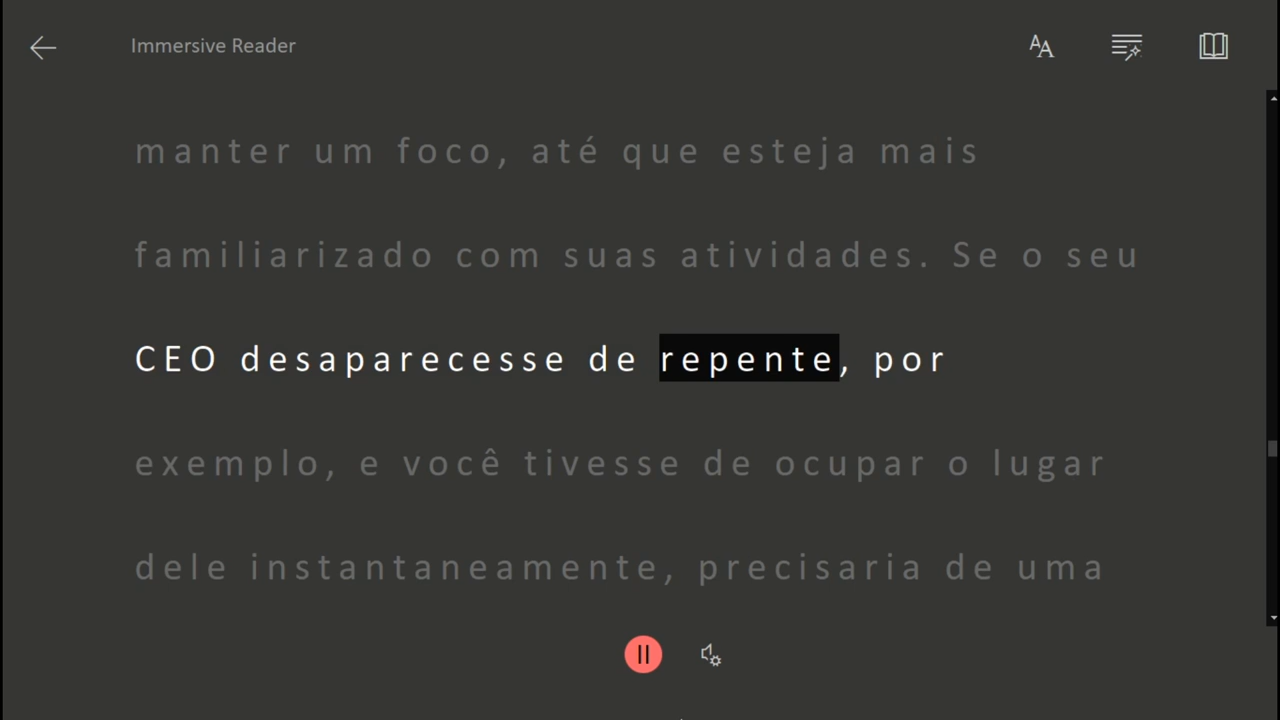 Immersive Reader
manter um foco, até que esteja mais
familiarizado com suas atividades. Se o seu
CEO desaparecesse de repente, por
exemplo, e você tivesse de ocupar o lugar
dele instantaneamente, precisaria de uma